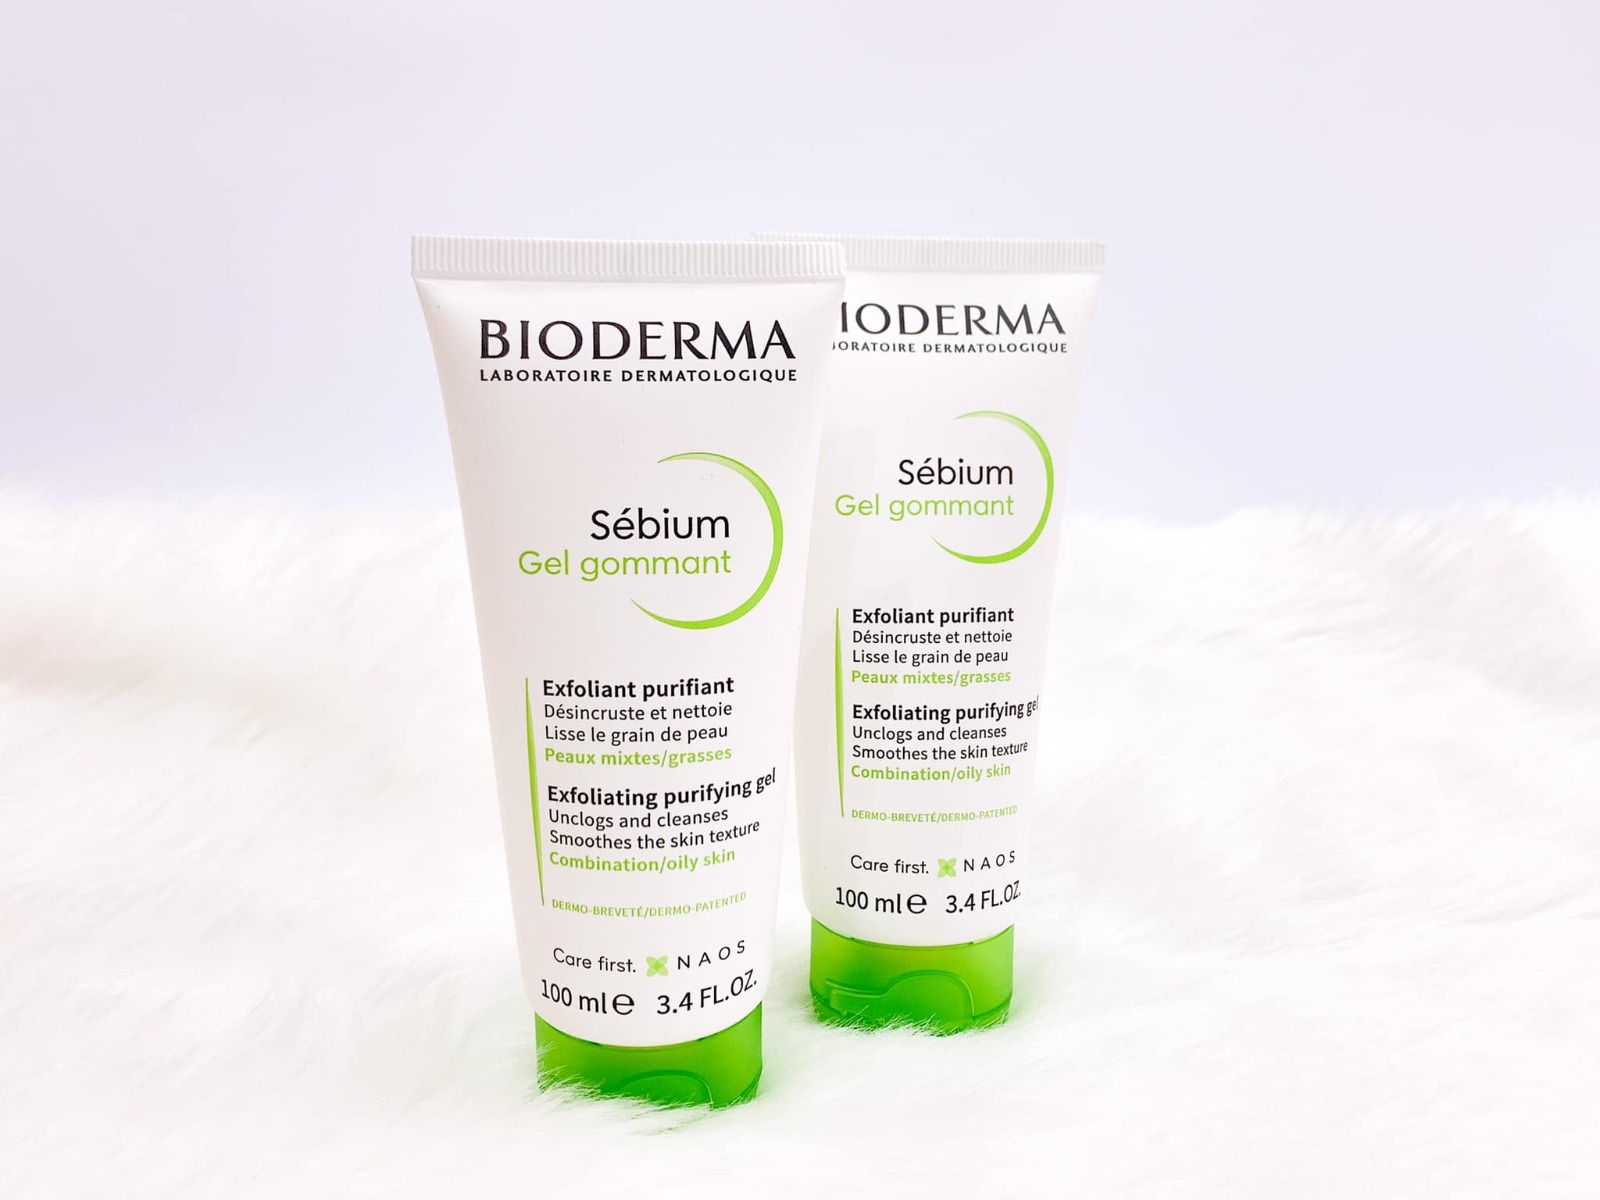 BIODERMA
LABORATOIRE DERMATOLOGIQUE
Sébium
Gel gommant
Exfoliant purifiant
Désincruste et nettoie
Lisse le grain de peau
Peaux mixtes/grasses
Exfoliating purifying gel
Unclogs and cleanses
Smoothes the skin texture
Combination/oily skin
DERMO-BREVETÉ/DERMO-PATENTED
Care first. NAOS
100 ml e 3.4 FL.OZ.
IODERMA
ORATOIRE DERMATOLOGIQUE
Sébium
Gel gommant
Exfoliant purifiant
Désincruste et nettoie
Lisse le grain de peau
Peaux mixtes/grasses
Exfoliating purifying gel
Unclogs and cleanses
Smoothes the skin texture
Combination/oily skin
DERMO-BREVETÉ/DERMO-PATENTED
Care first. NAOS
100 ml e 3.4 FL.OZ.